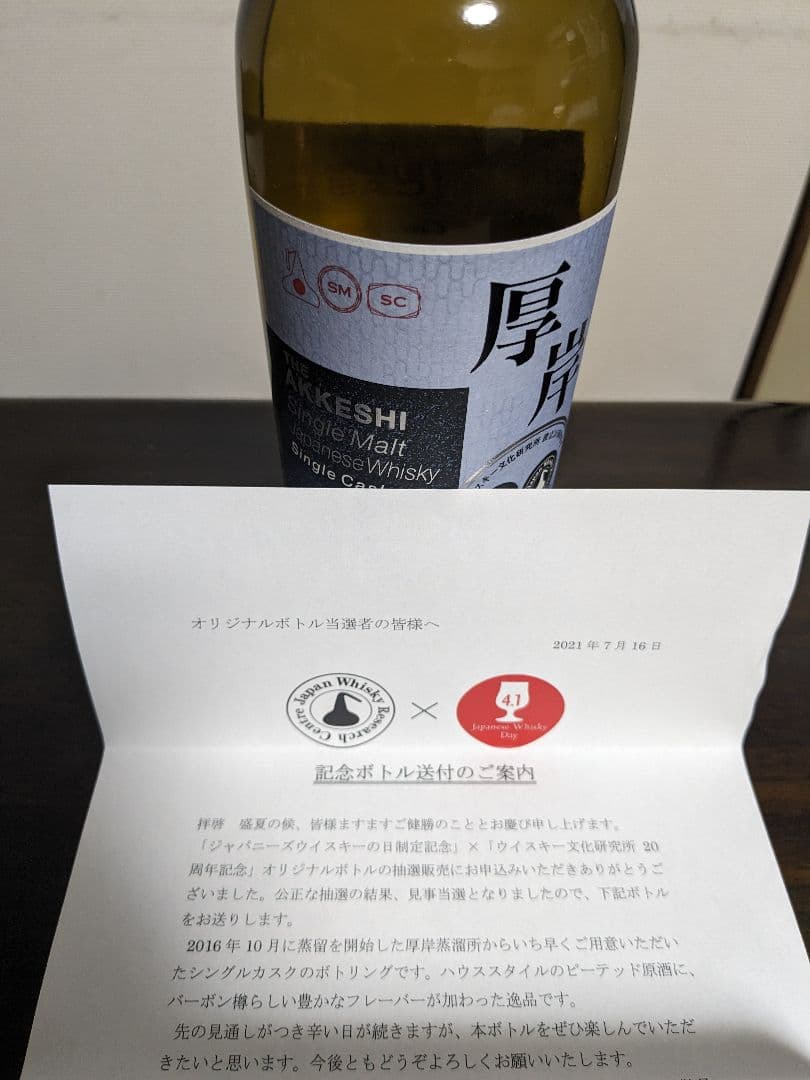 SM
SC
厚岸
THE
AKKESHI
Single Malt
Japanese Whisky
Single Cask
オリジナルボトル当選者の皆様へ
2021 年 7 月 16 日
Japan Whisky Research Centre
×
4.1
Japanese Whisky
Day
記念ボトル送付のご案内
拝啓　盛夏の候、皆様ますますご健勝のこととお慶び申し上げます。
「ジャパニーズウイスキーの日制定記念」×「ウイスキー文化研究所 20
周年記念」オリジナルボトルの抽選販売にお申込みいただきありがとうご
ざいました。公正な抽選の結果、見事当選となりましたので、下記ボトル
をお送りします。
2016 年 10 月に蒸留を開始した厚岸蒸溜所からいち早くご用意いただい
たシングルカスクのボトリングです。ハウススタイルのピーテッド原酒に、
バーボン樽らしい豊かなフレーバーが加わった逸品です。
先の見通しがつき辛い日が続きますが、本ボトルをぜひ楽しんでいただ
きたいと思います。今後ともどうぞよろしくお願いいたします。